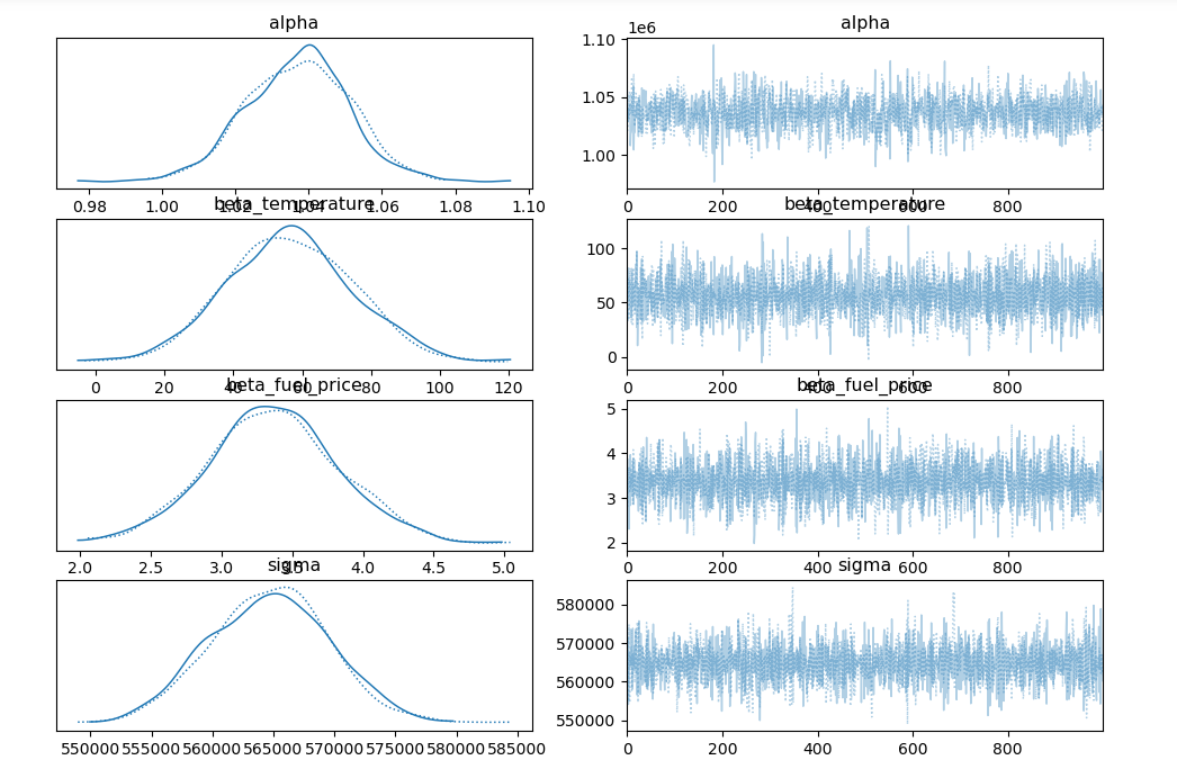 alpha
alpha
1e6
1.10
1.05
1.00
0.98 1.00 1.02 1.04 1.06 1.08 1.10
0 200 400 600 800
beta_temperature
beta_temperature
100
50
0
0 20 40 60 80 100 120
0 200 400 600 800
beta_fuel_price
beta_fuel_price
5
4
3
2
2.0 2.5 3.0 3.5 4.0 4.5 5.0
0 200 400 600 800
sigma
sigma
580000
570000
560000
550000
550000 555000 560000 565000 570000 575000 580000 585000
0 200 400 600 800